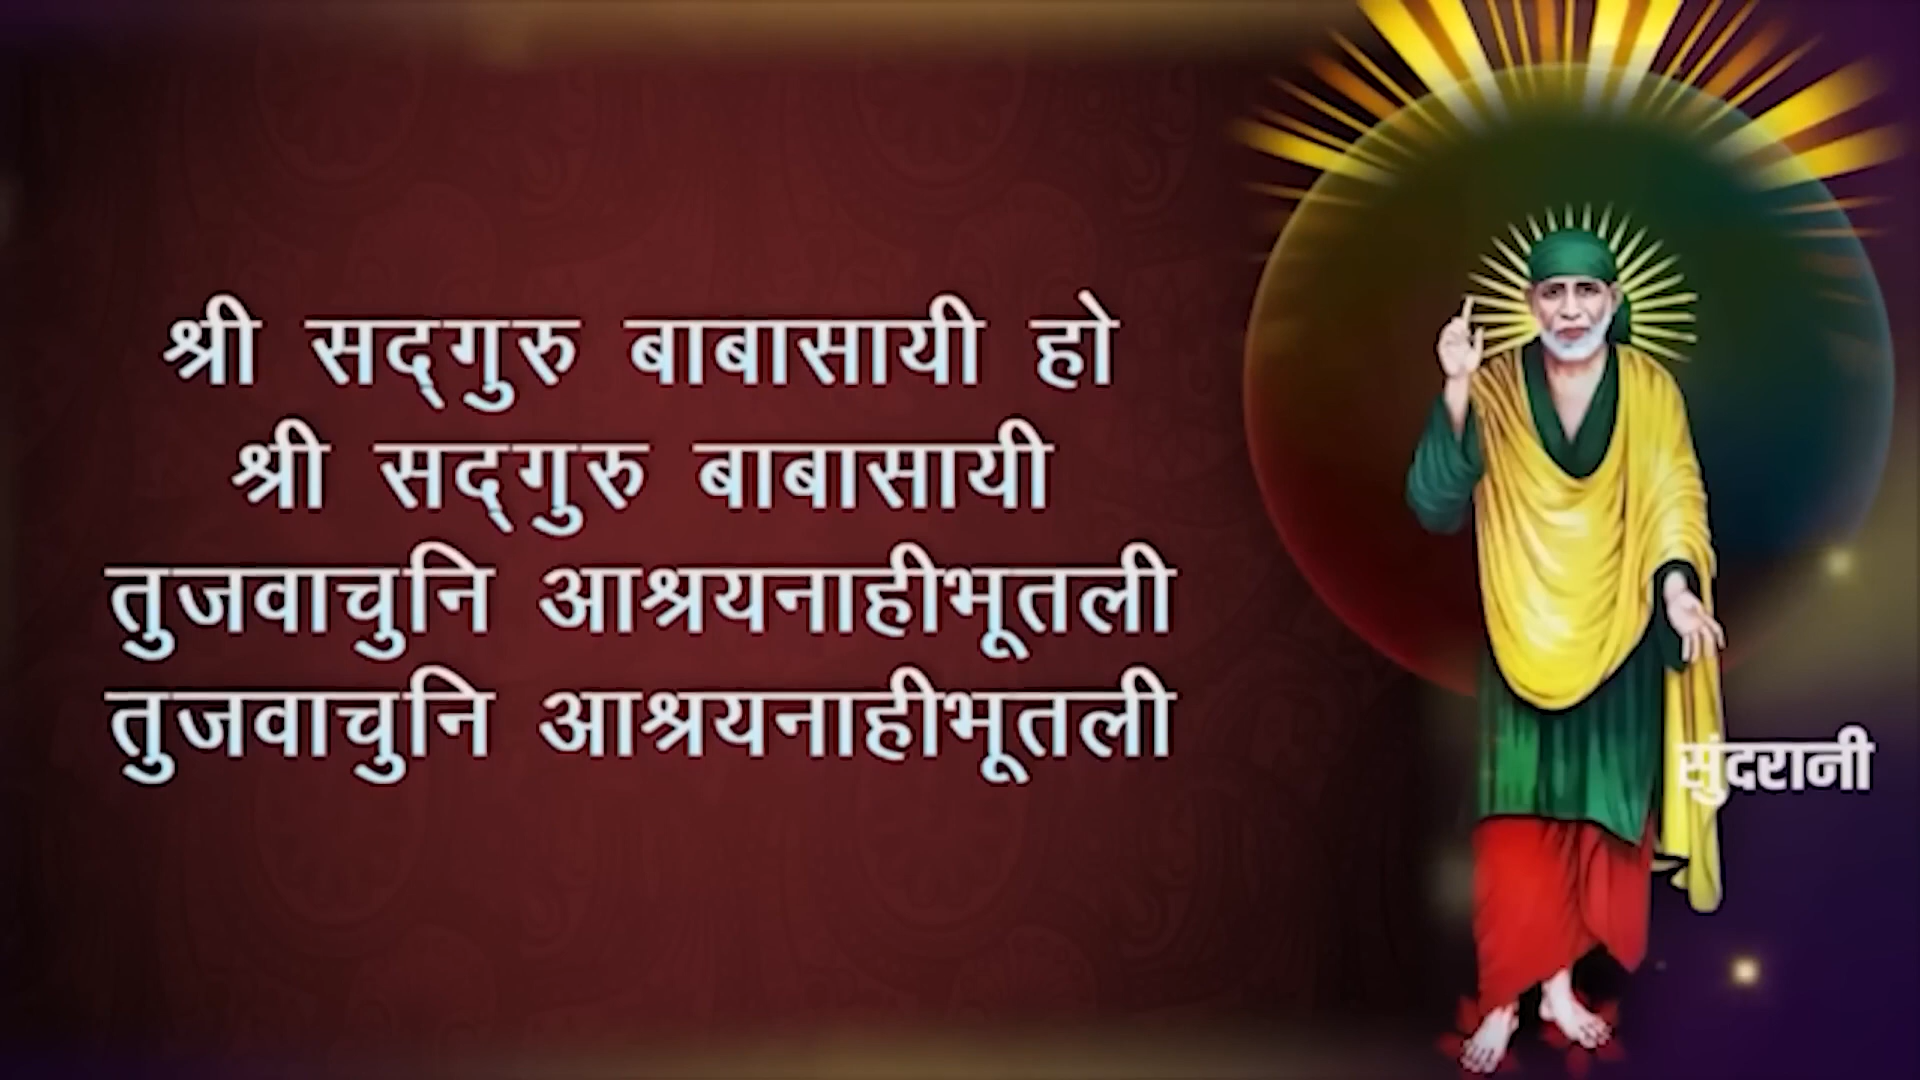 श्री सद्‌गुरु बाबासायी हो
श्री सद्‌गुरु बाबासायी
तुजवाचुनि आश्रयनाहीभूतली
तुजवाचुनि आश्रयनाहीभूतली
सुंदरानी